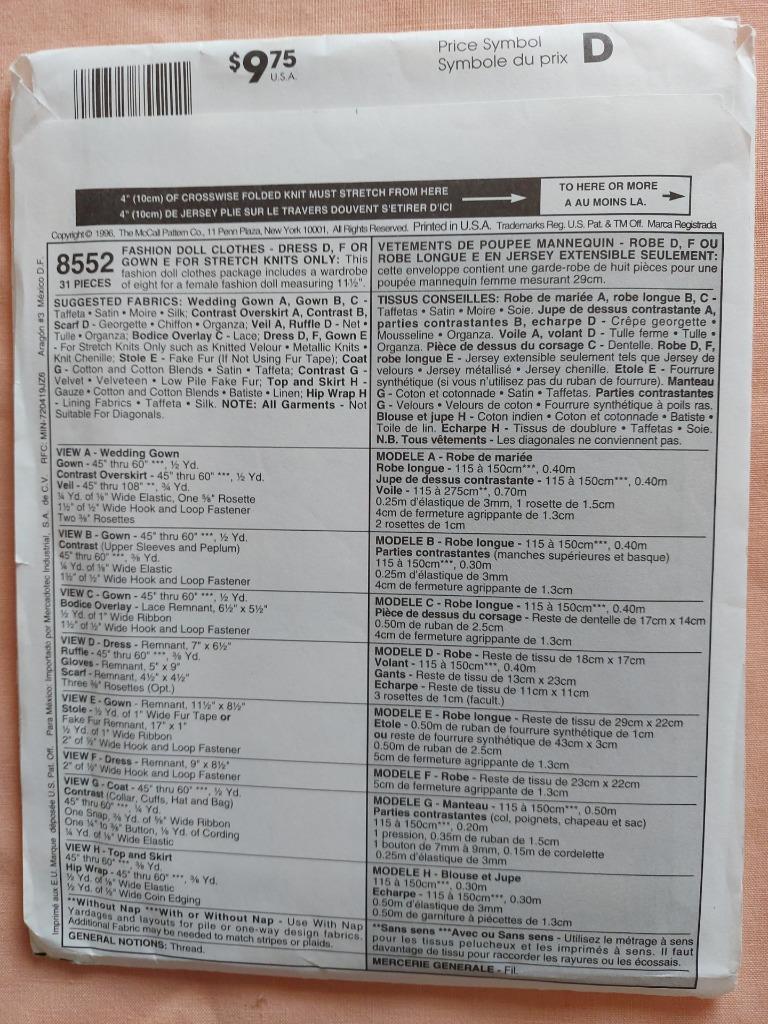 $9.75
U.S.A.
Price Symbol D
Symbole du prix
4" (10cm) OF CROSSWISE FOLDED KNIT MUST STRETCH FROM HERE
4" (10cm) DE JERSEY PLIE SUR LE TRAVERS DOUVENT S'ETIRER D'ICI
TO HERE OR MORE
A AU MOINS LA.
Copyright © 1996, The McCall Pattern Co., 11 Penn Plaza, New York 10001, All Rights Reserved. Printed in U.S.A. Trademarks Reg. U.S. Pat. & TM Off. Marca Registrada
8552
31 PIECES
FASHION DOLL CLOTHES - DRESS D, F OR
GOWN E FOR STRETCH KNITS ONLY: This
fashion doll clothes package includes a wardrobe
of eight for a female fashion doll measuring 11½".
SUGGESTED FABRICS: Wedding Gown A, Gown B, C -
Taffeta • Satin • Moire • Silk; Contrast Overskirt A, Contrast B,
Scarf D - Georgette • Chiffon • Organza; Veil A, Ruffle D - Net •
Tulle • Organza; Bodice Overlay C - Lace; Dress D, F, Gown E
- For Stretch Knits Only such as Knitted Velour • Metallic Knits •
Knit Chenille; Stole E - Fake Fur (If Not Using Fur Tape); Coat
G - Cotton and Cotton Blends • Satin • Taffeta; Contrast G -
Velvet • Velveteen • Low Pile Fake Fur; Top and Skirt H -
Gauze • Cotton and Cotton Blends • Batiste • Linen; Hip Wrap H
- Lining Fabrics • Taffeta • Silk. NOTE: All Garments - Not
Suitable For Diagonals.
VIEW A - Wedding Gown
Gown - 45" thru 60" ***, ½ Yd.
Contrast Overskirt - 45" thru 60" ***, ½ Yd.
Veil - 45" thru 108" **, ¾ Yd.
¼ Yd. of ⅛" Wide Elastic, One ⅝" Rosette
1½" of ½" Wide Hook and Loop Fastener
Two ⅜" Rosettes
VIEW B - Gown - 45" thru 60" ***, ½ Yd.
Contrast (Upper Sleeves and Peplum)
45" thru 60" ***, ⅜ Yd.
¼ Yd. of ⅛" Wide Elastic
1½" of ½" Wide Hook and Loop Fastener
VIEW C - Gown - 45" thru 60" ***, ½ Yd.
Bodice Overlay - Lace Remnant, 6½" x 5½"
½ Yd. of 1" Wide Ribbon
1½" of ½" Wide Hook and Loop Fastener
VIEW D - Dress - Remnant, 7" x 6½"
Ruffle - 45" thru 60" ***, ⅜ Yd.
Gloves - Remnant, 5" x 9"
Scarf - Remnant, 4½" x 4½"
Three ⅜" Rosettes (Opt.)
VIEW E - Gown - Remnant, 11½" x 8½"
Stole - ½ Yd. of 1" Wide Fur Tape or
Fake Fur Remnant, 17" x 1"
½ Yd. of 1" Wide Ribbon
2" of ½" Wide Hook and Loop Fastener
VIEW F - Dress - Remnant, 9" x 8½"
2" of ½" Wide Hook and Loop Fastener
VIEW G - Coat - 45" thru 60" ***, ½ Yd.
Contrast (Collar, Cuffs, Hat and Bag)
45" thru 60" ***, ¼ Yd.
One Snap, ⅜ Yd. of ⅝" Wide Ribbon
One ¼" to ⅜" Button, ⅛ Yd. of Cording
¼ Yd. of ⅛" Wide Elastic
VIEW H - Top and Skirt
45" thru 60" ***, ⅜ Yd.
Hip Wrap - 45" thru 60" ***, ⅜ Yd.
½ Yd. of ⅛" Wide Elastic
½ Yd. of ½" Wide Coin Edging
**Without Nap ***With or Without Nap - Use With Nap
Yardages and layouts for pile or one-way design fabrics.
Additional Fabric may be needed to match stripes or plaids.
GENERAL NOTIONS: Thread.
VETEMENTS DE POUPEE MANNEQUIN - ROBE D, F OU
ROBE LONGUE E EN JERSEY EXTENSIBLE SEULEMENT:
cette enveloppe contient une garde-robe de huit pièces pour une
poupée mannequin femme mesurant 29cm.
TISSUS CONSEILLES: Robe de mariée A, robe longue B, C -
Taffetas • Satin • Moire • Soie. Jupe de dessus contrastante A,
parties contrastantes B, echarpe D - Crêpe georgette •
Mousseline • Organza. Voile A, volant D - Tulle ferme • Tulle •
Organza. Pièce de dessus du corsage C - Dentelle. Robe D, F,
robe longue E - Jersey extensible seulement tels que Jersey de
velours • Jersey métallisé • Jersey chenille. Etole E - Fourrure
synthétique (si vous n'utilisez pas du ruban de fourrure). Manteau
G - Coton et cotonnade • Satin • Taffetas. Parties contrastantes
G - Velours • Velours de coton • Fourrure synthétique à poils ras.
Blouse et jupe H - Coton indien • Coton et cotonnade • Batiste •
Toile de lin. Echarpe H - Tissus de doublure • Taffetas • Soie.
N.B. Tous vêtements - Les diagonales ne conviennent pas.
MODELE A - Robe de mariée
Robe longue - 115 à 150cm***, 0.40m
Jupe de dessus contrastante - 115 à 150cm***, 0.40m
Voile - 115 à 275cm**, 0.70m
0.25m d'élastique de 3mm, 1 rosette de 1.5cm
4cm de fermeture agrippante de 1.3cm
2 rosettes de 1cm
MODELE B - Robe longue - 115 à 150cm***, 0.40m
Parties contrastantes (manches supérieures et basque)
115 à 150cm***, 0.30m
0.25m d'élastique de 3mm
4cm de fermeture agrippante de 1.3cm
MODELE C - Robe longue - 115 à 150cm***, 0.40m
Pièce de dessus du corsage - Reste de dentelle de 17cm x 14cm
0.50m de ruban de 2.5cm
4cm de fermeture agrippante de 1.3cm
MODELE D - Robe - Reste de tissu de 18cm x 17cm
Volant - 115 à 150cm***, 0.40m
Gants - Reste de tissu de 13cm x 23cm
Echarpe - Reste de tissu de 11cm x 11cm
3 rosettes de 1cm (facult.)
MODELE E - Robe longue - Reste de tissu de 29cm x 22cm
Etole - 0.50m de ruban de fourrure synthétique de 1cm
ou reste de fourrure synthétique de 43cm x 3cm
0.50m de ruban de 2.5cm
5cm de fermeture agrippante de 1.3cm
MODELE F - Robe - Reste de tissu de 23cm x 22cm
5cm de fermeture agrippante de 1.3cm
MODELE G - Manteau - 115 à 150cm***, 0.50m
Parties contrastantes (col, poignets, chapeau et sac)
115 à 150cm***, 0.20m
1 pression, 0.35m de ruban de 1.5cm
1 bouton de 7mm à 9mm, 0.15m de cordelette
0.25m d'élastique de 3mm
MODELE H - Blouse et Jupe
115 à 150cm***, 0.30m
Echarpe - 115 à 150cm***, 0.30m
0.50m d'élastique de 3mm
0.50m de garniture à piècettes de 1.3cm
**Sans sens ***Avec ou Sans sens - Utilisez le métrage à sens
pour les tissus pelucheux et les imprimés à sens. Il faut
davantage de tissu pour raccorder les rayures ou les écossais.
MERCERIE GENERALE - Fil.
Imprimé aux E.U. Marque déposée U.S. Pat. Off. Para México: Importado por Mercadotec Industrial, S.A. de C.V. RFC: MIN-720419JZ6 Aragón #3 México D.F.